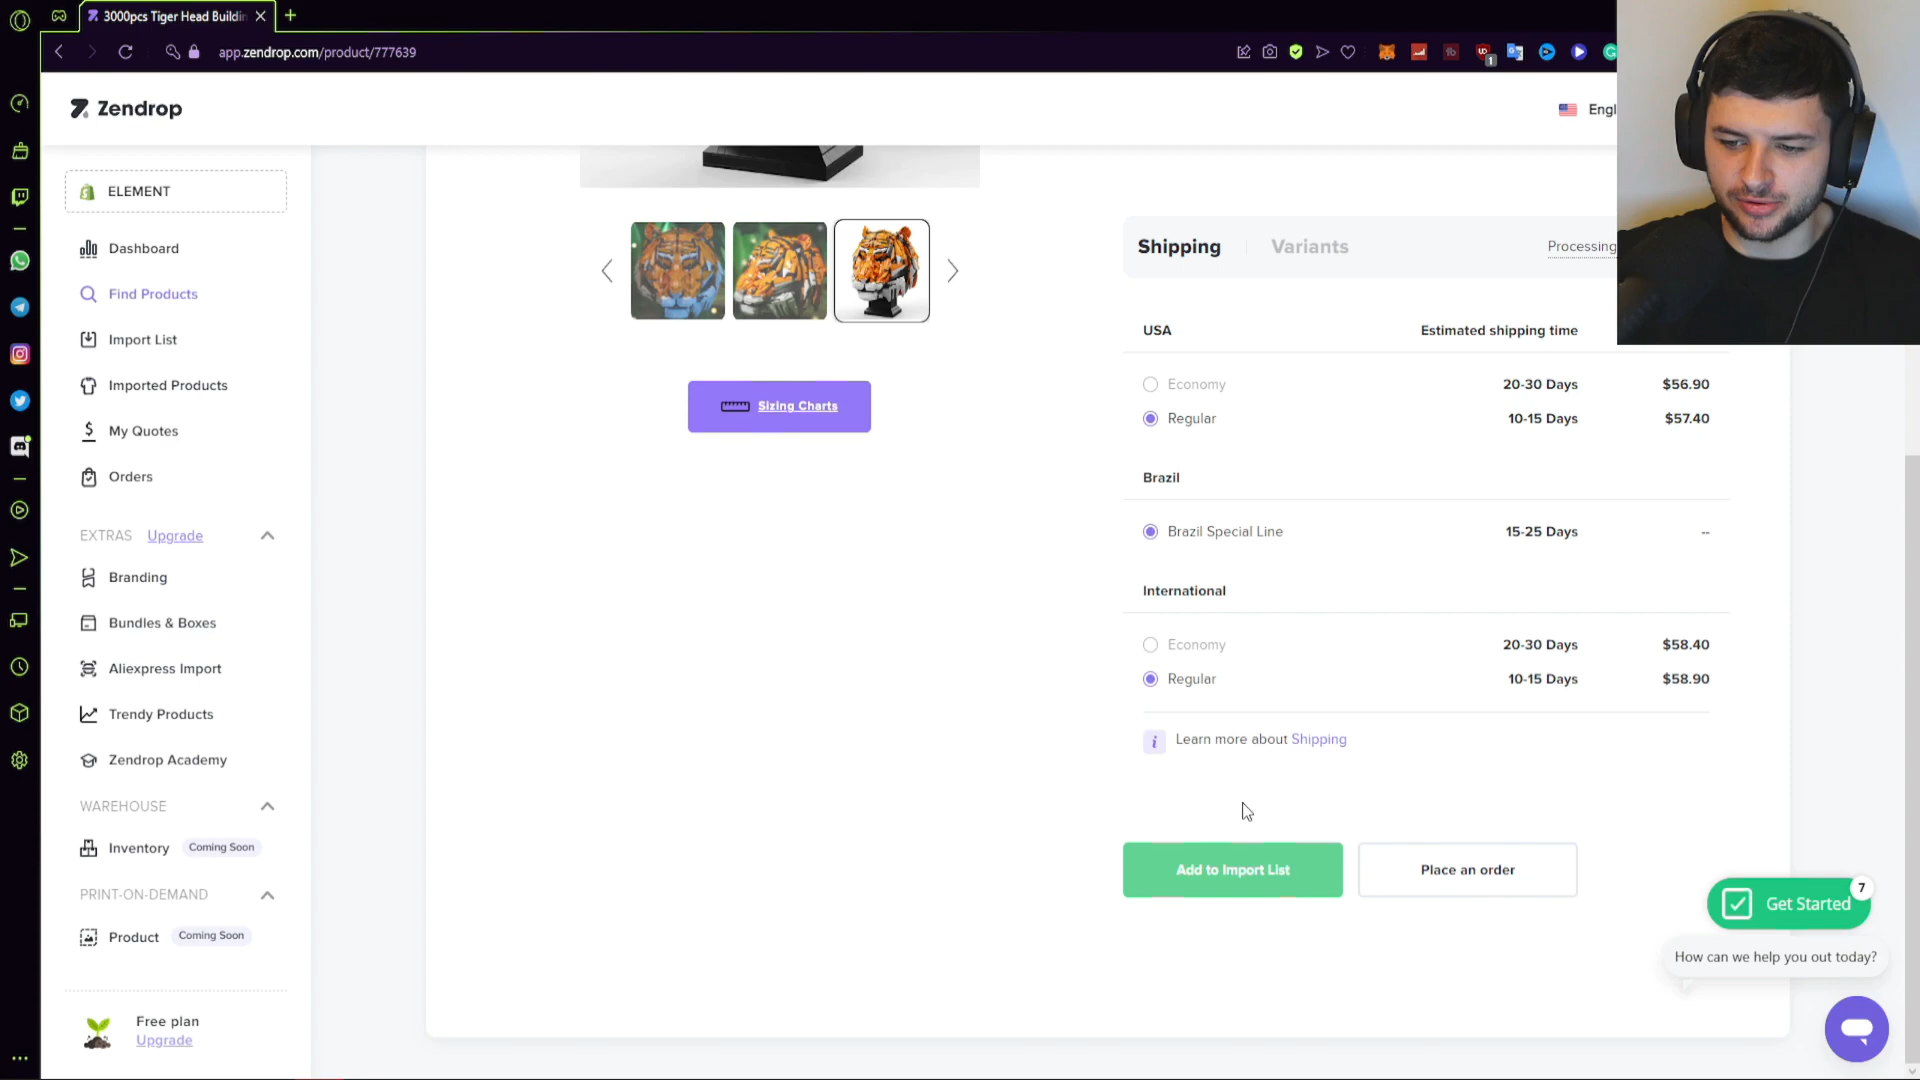 3000pcs Tiger Head Buildin
app.zendrop.com/product/777639
1
Zendrop
Engl
ELEMENT
Dashboard
Find Products
Import List
Imported Products
My Quotes
Orders
EXTRAS Upgrade
Branding
Bundles & Boxes
Aliexpress Import
Trendy Products
Zendrop Academy
WAREHOUSE
Inventory Coming Soon
PRINT-ON-DEMAND
Product Coming Soon
Free plan
Upgrade
Sizing Charts
Shipping Variants Processing
USA Estimated shipping time
Economy 20-30 Days $56.90
Regular 10-15 Days $57.40
Brazil
Brazil Special Line 15-25 Days --
International
Economy 20-30 Days $58.40
Regular 10-15 Days $58.90
i Learn more about Shipping
Add to Import List Place an order
7
Get Started
How can we help you out today?